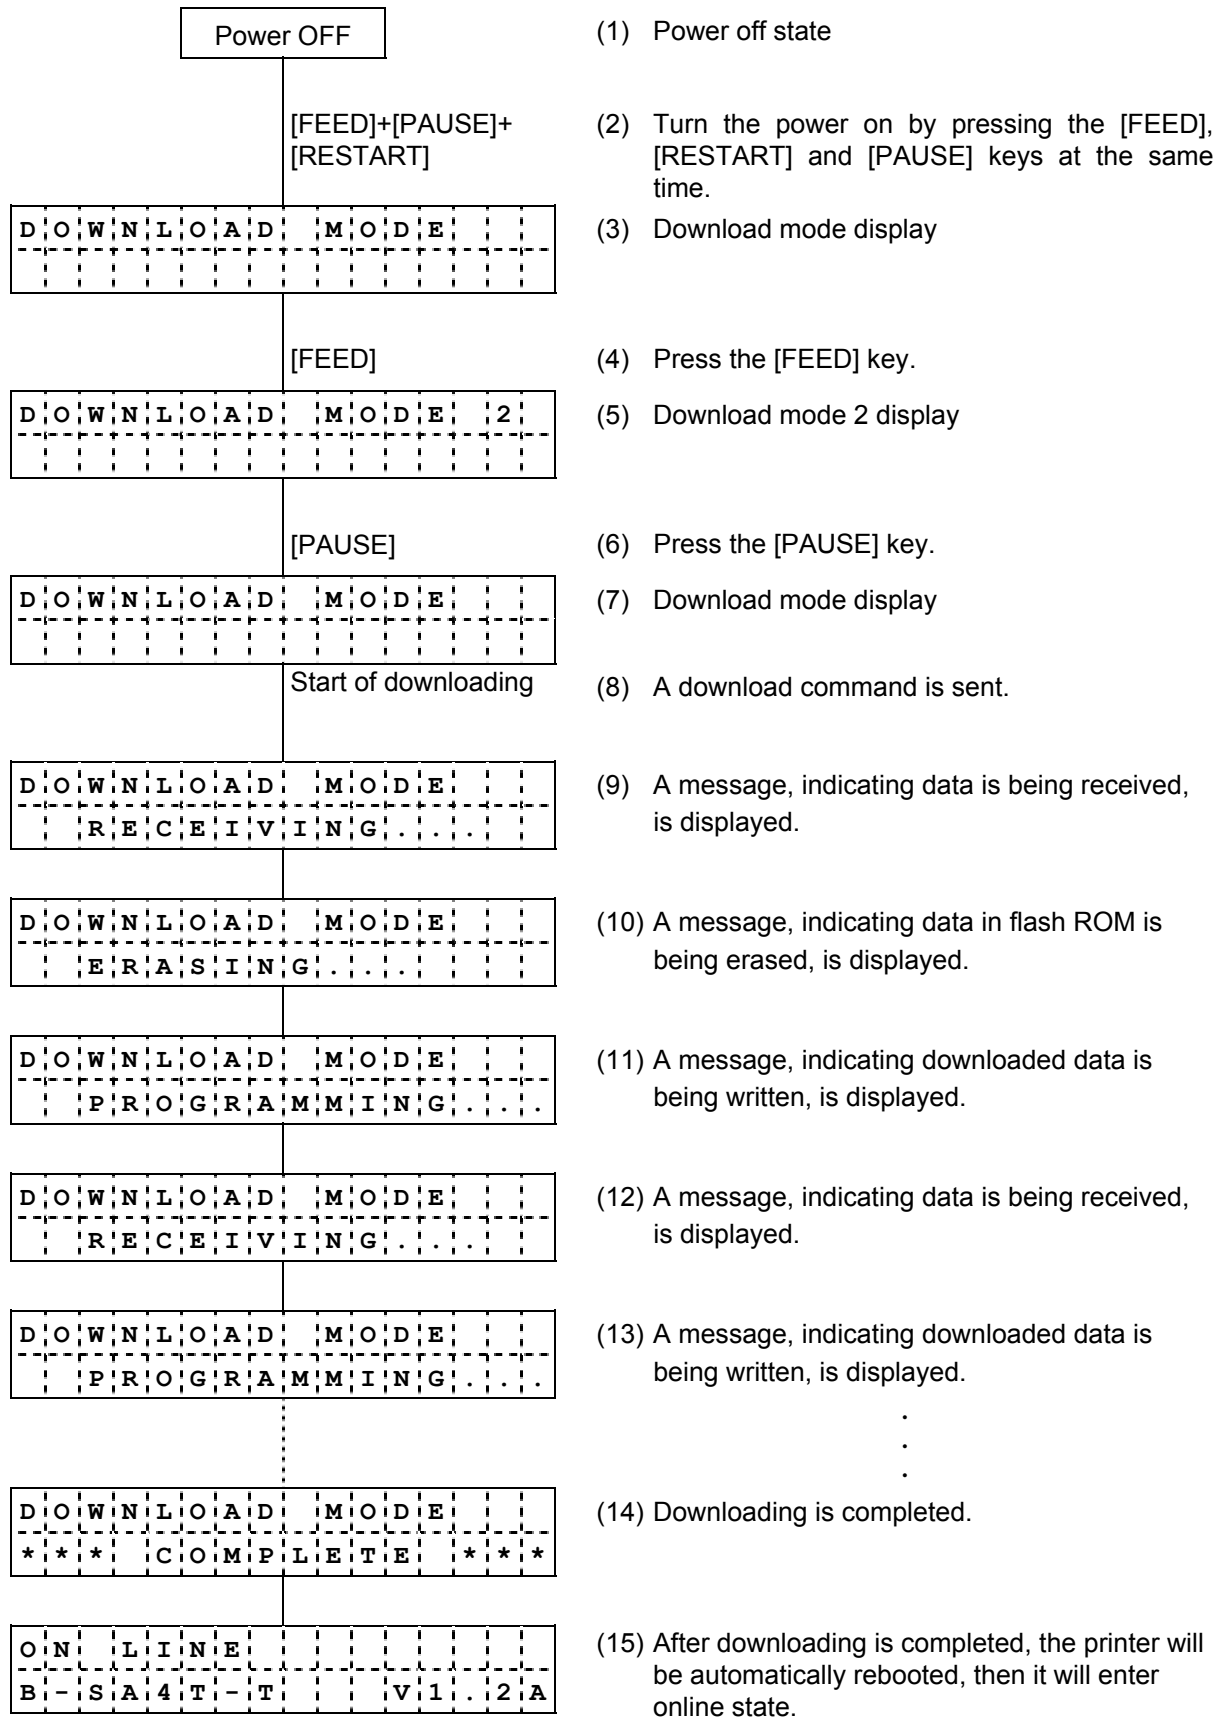 Power OFF
(1) Power off state
[FEED]+[PAUSE]+
[RESTART]
(2) Turn the power on by pressing the [FEED],
[RESTART] and [PAUSE] keys at the same
time.
DOWNLOAD MODE
(3) Download mode display
[FEED]
(4) Press the [FEED] key.
DOWNLOAD MODE 2
(5) Download mode 2 display
[PAUSE]
(6) Press the [PAUSE] key.
DOWNLOAD MODE
(7) Download mode display
Start of downloading
(8) A download command is sent.
DOWNLOAD MODE
RECEIVING...
(9) A message, indicating data is being received,
is displayed.
DOWNLOAD MODE
ERASING...
(10) A message, indicating data in flash ROM is
being erased, is displayed.
DOWNLOAD MODE
PROGRAMMING...
(11) A message, indicating downloaded data is
being written, is displayed.
DOWNLOAD MODE
RECEIVING...
(12) A message, indicating data is being received,
is displayed.
DOWNLOAD MODE
PROGRAMMING...
(13) A message, indicating downloaded data is
being written, is displayed.
.
.
.
DOWNLOAD MODE
*** COMPLETE ***
(14) Downloading is completed.
ON LINE
B-SA4T-T V1.2A
(15) After downloading is completed, the printer will
be automatically rebooted, then it will enter
online state.